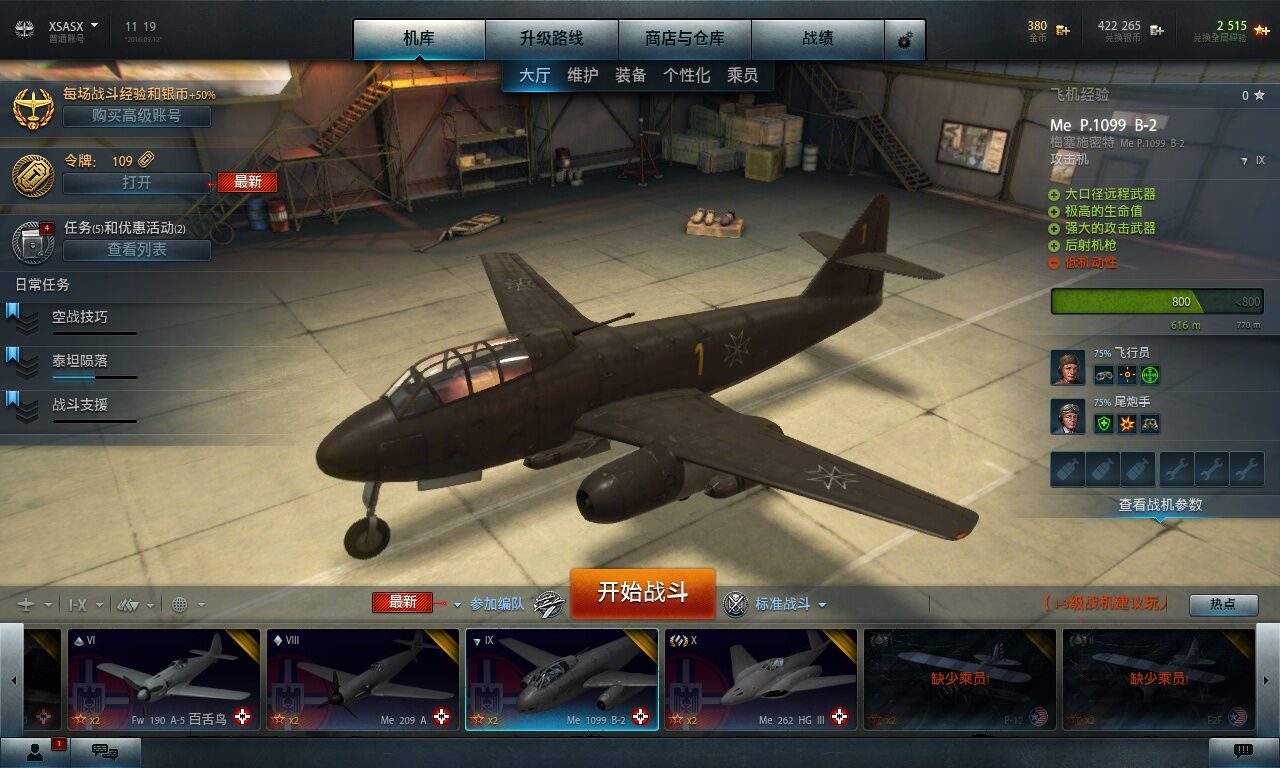 XSASX
普通账号
11 19
"2016.09.12"
机库
升级路线
商店与仓库
战绩
380
金币
422 265
兑换银币
2 515
兑换全局经验
大厅
维护
装备
个性化
乘员
每场战斗经验和银币+50%
购买高级账号
令牌: 109
打开
最新
4
任务(5)和优惠活动(2)
查看列表
日常任务
空战技巧
泰坦陨落
战斗支援
飞机经验
0
Me P.1099 B-2
梅塞施密特 Me P.1099 B-2
攻击机
IX
大口径远程武器
极高的生命值
强大的攻击武器
后射机枪
低机动性
800
<800
616 m
770 m
75% 飞行员
75% 尾炮手
查看战机参数
1
1
I-X
最新
参加编队
开始战斗
标准战斗
【1-3级战机建议玩人
热点
VI
x2
Fw 190 A-5 百舌鸟
VIII
x2
Me 209 A
IX
x2
Me 1099 B-2
X
x2
Me 262 HG III
I
缺少乘员!
x2
P-12
II
缺少乘员!
x2
F2F
1